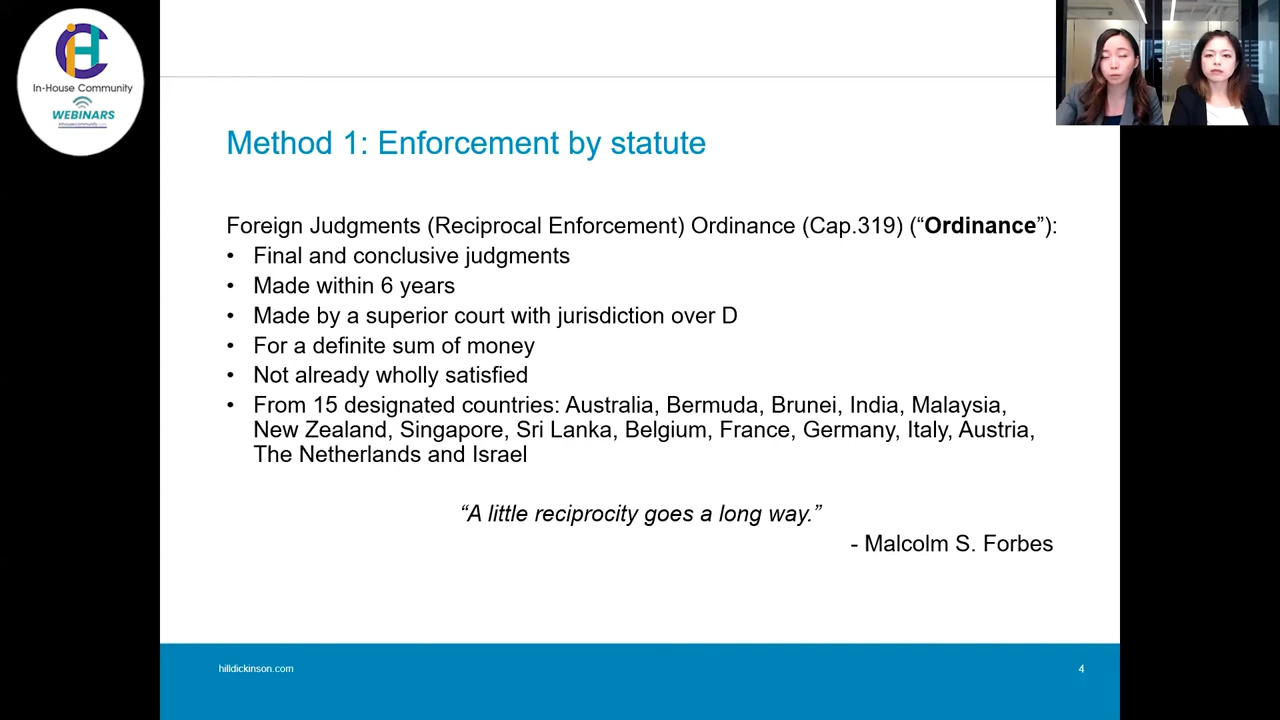 In-House Community
WEBINARS
Method 1: Enforcement by statute
Foreign Judgments (Reciprocal Enforcement) Ordinance (Cap.319) (“Ordinance”):
• Final and conclusive judgments
• Made within 6 years
• Made by a superior court with jurisdiction over D
• For a definite sum of money
• Not already wholly satisfied
• From 15 designated countries: Australia, Bermuda, Brunei, India, Malaysia,
New Zealand, Singapore, Sri Lanka, Belgium, France, Germany, Italy, Austria,
The Netherlands and Israel
“A little reciprocity goes a long way.”
- Malcolm S. Forbes
hilldickinson.com
4